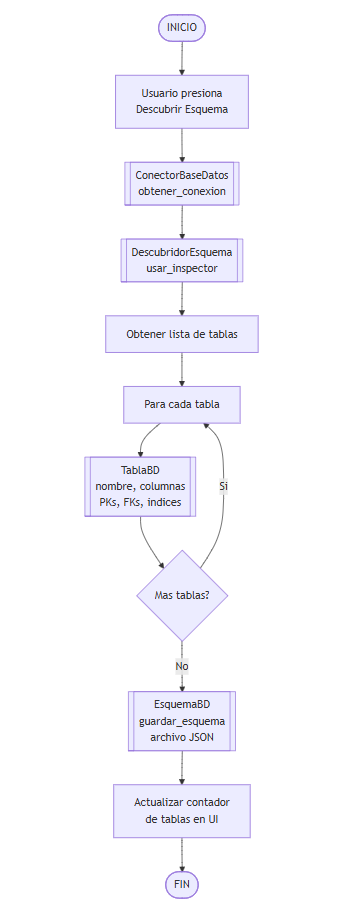 INICIO
Usuario presiona
Descubrir Esquema
ConectorBaseDatos
obtener_conexion
DescubridorEsquema
usar_inspector
Obtener lista de tablas
Para cada tabla
TablaBD
nombre, columnas
PKs, FKs, indices
Si
Mas tablas?
No
EsquemaBD
guardar_esquema
archivo JSON
Actualizar contador
de tablas en UI
FIN